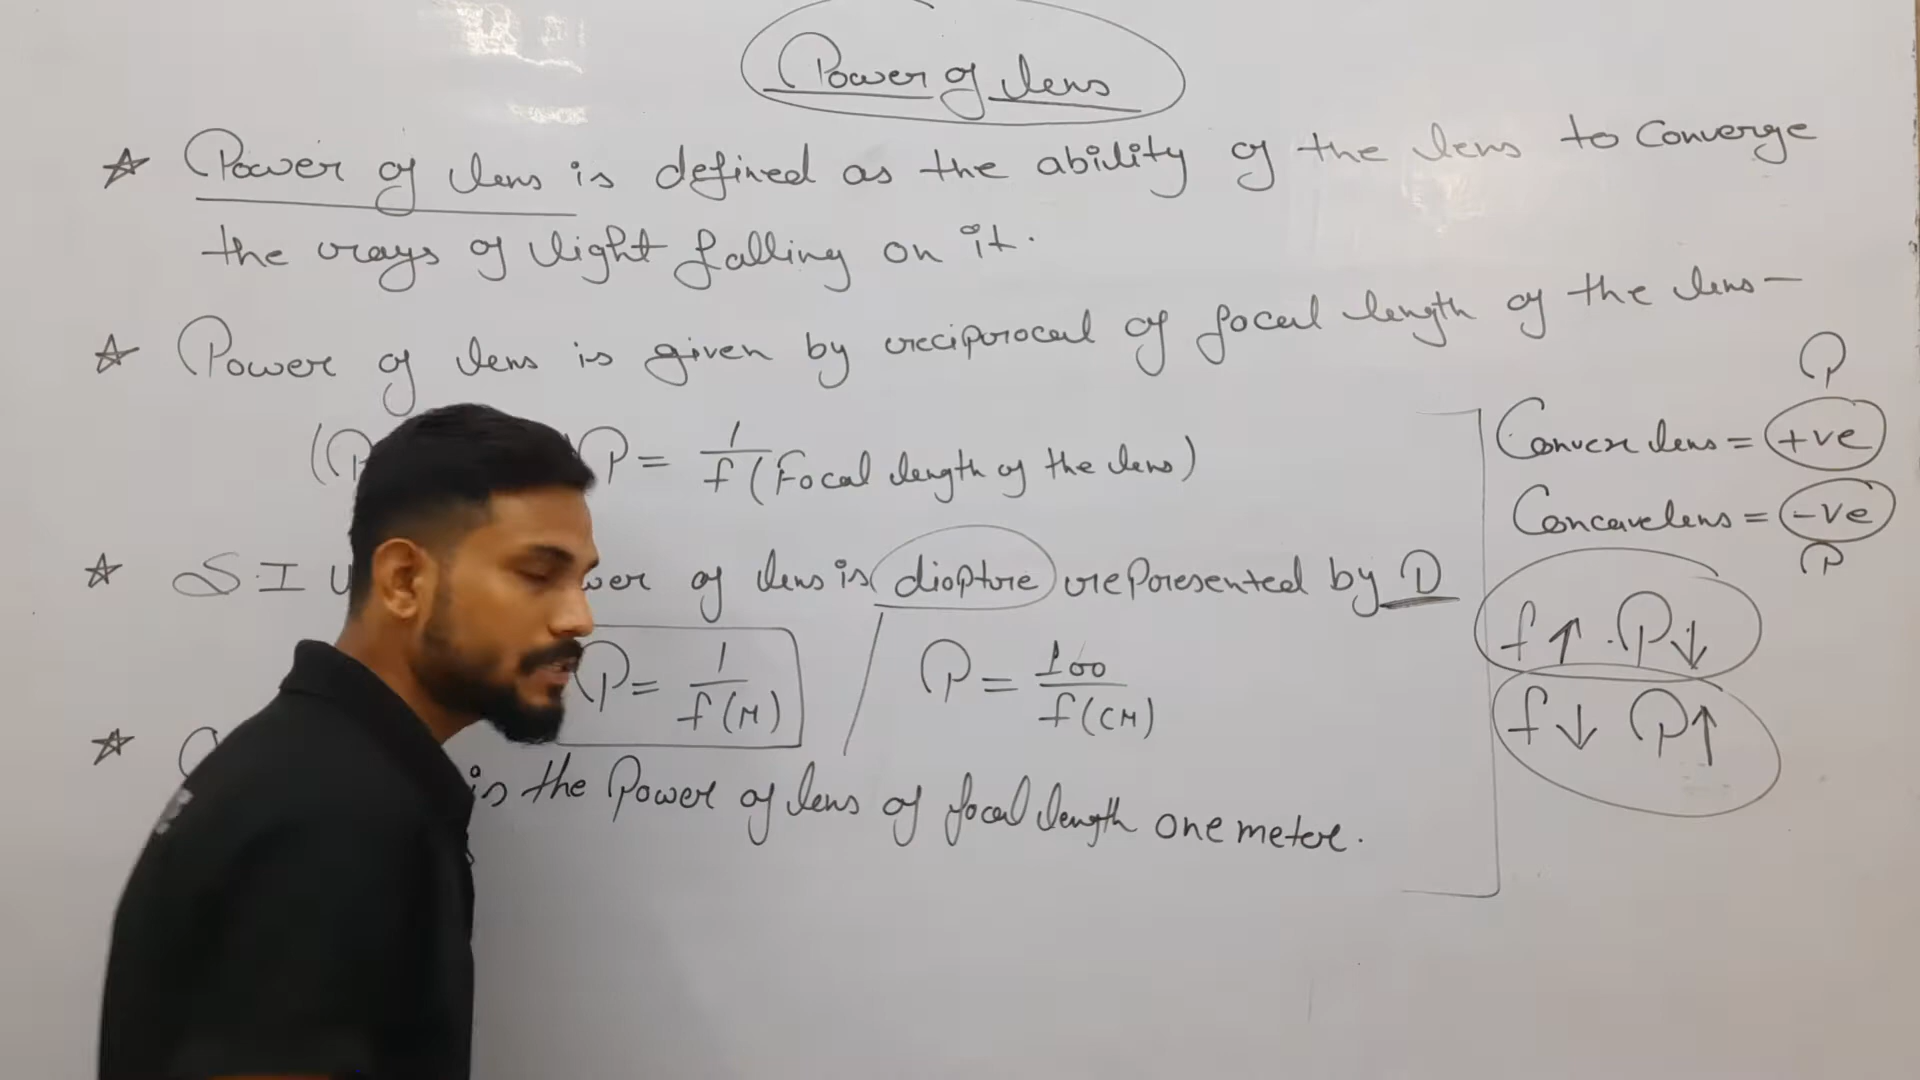 Power of lens
☆ Power of lens is defined as the ability of the lens to Converge
the rays of light falling on it.
☆ Power of lens is given by reciprocal of focal length of the lens—
(P P = 1/f (Focal length of the lens)
☆ S.I of lens is dioptre represented by D
P = 1/f(M) / P = 100/f(CM)
☆ is the Power of lens of focal length one meter.
P
Convex lens = +ve
Concave lens = -ve
P
f↑ P↓
f↓ P↑